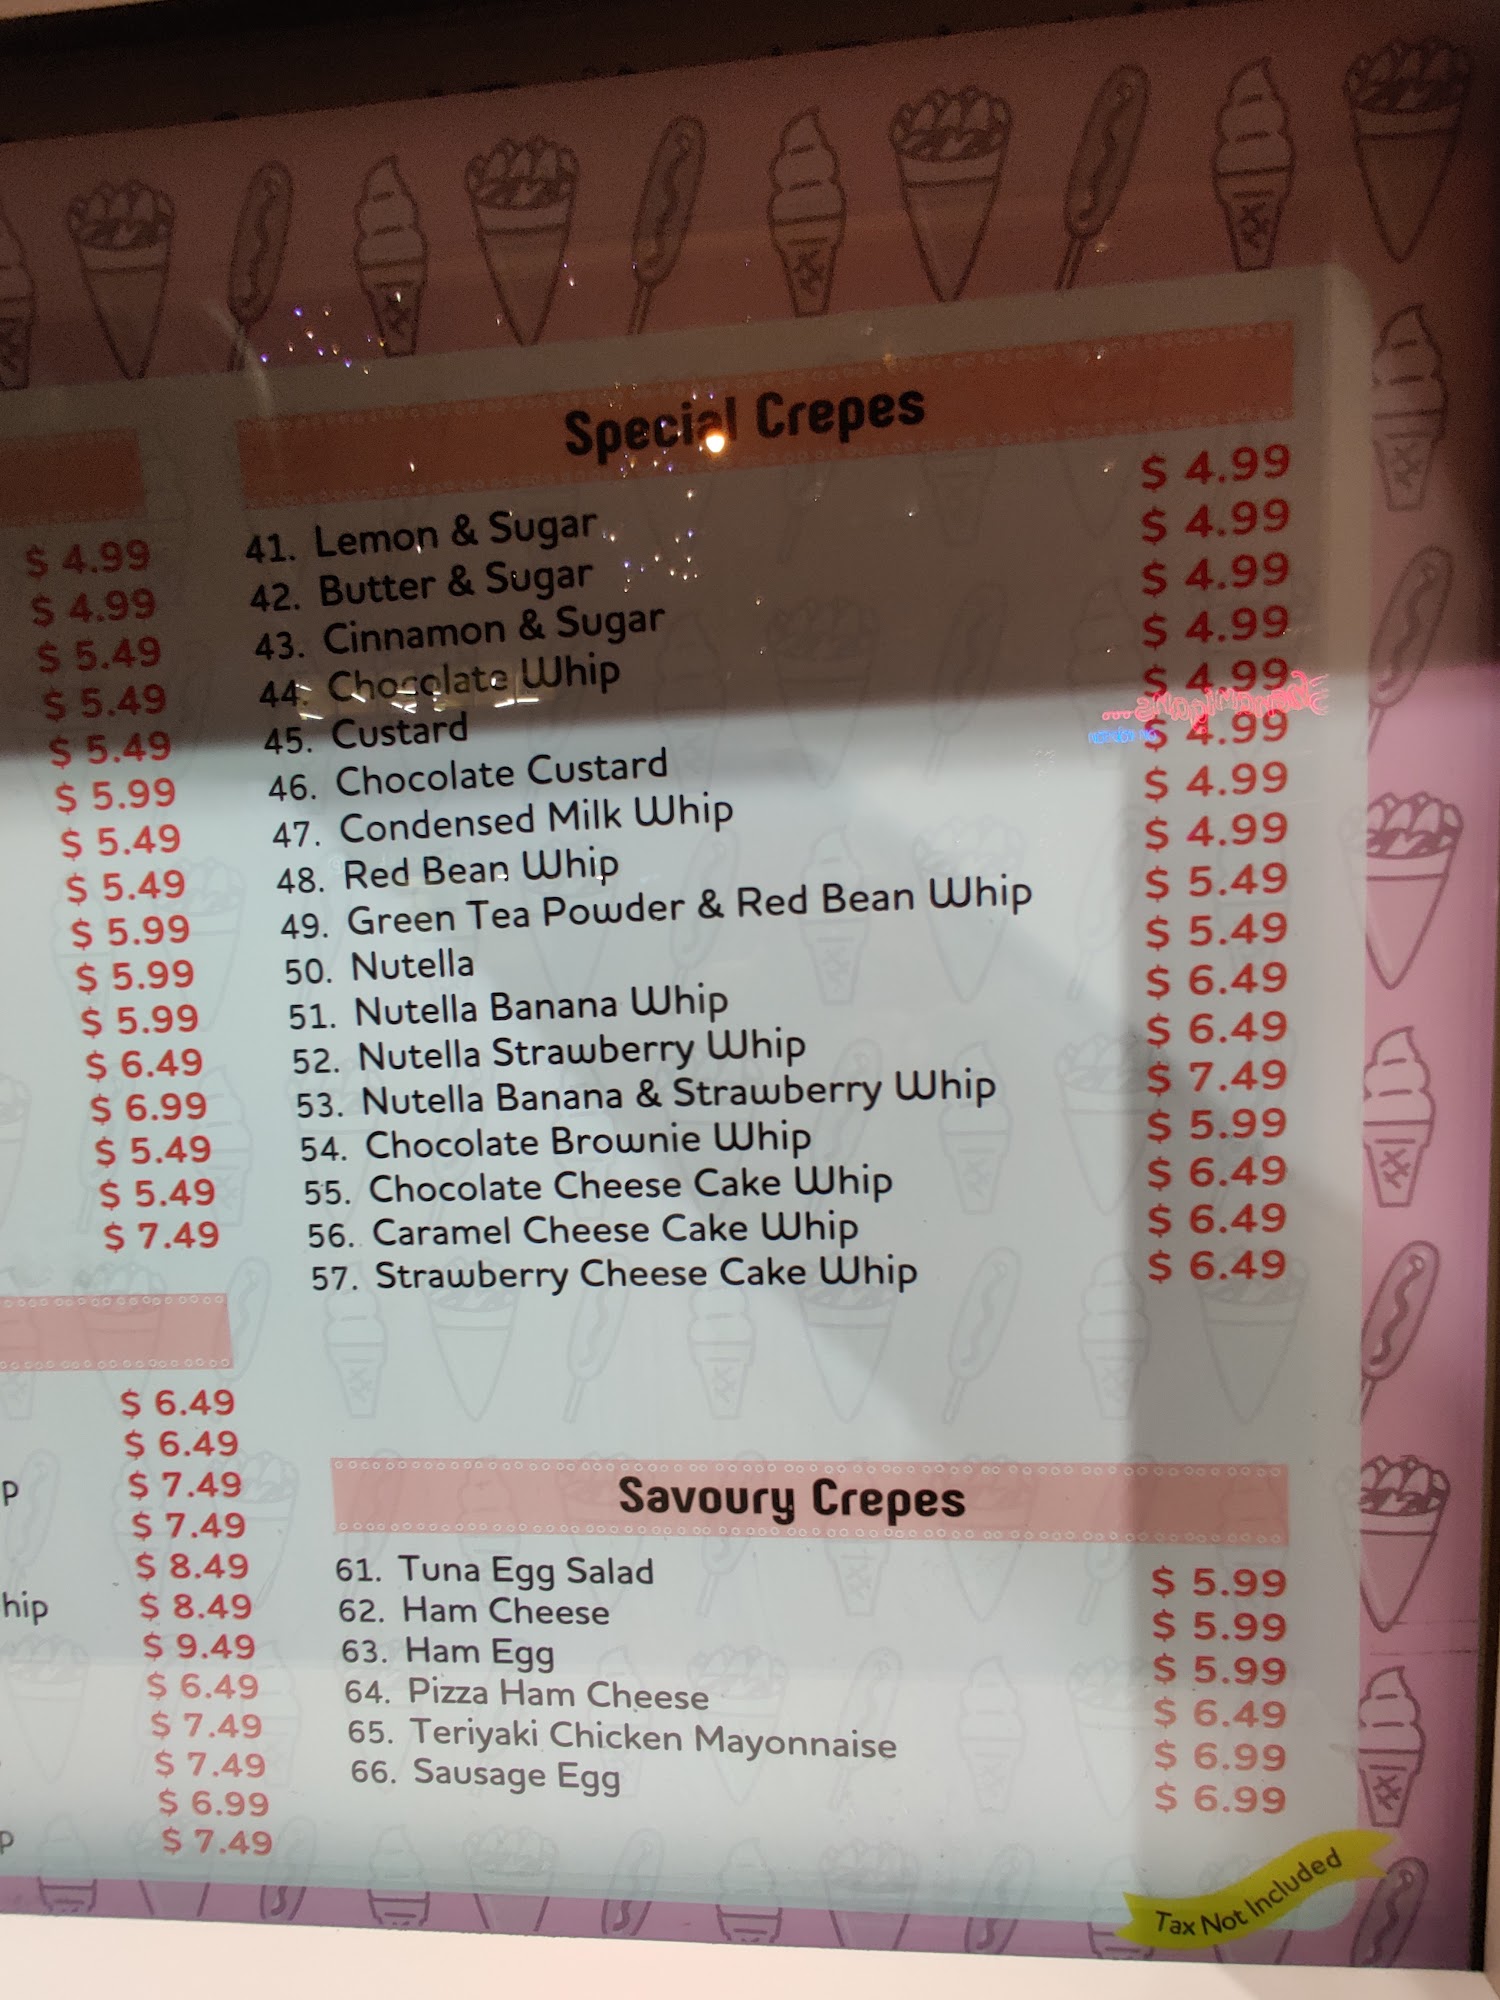 $ 4.99
$ 4.99
$ 5.49
$ 5.49
$ 5.49
$ 5.99
$ 5.49
$ 5.49
$ 5.99
$ 5.99
$ 5.99
$ 6.49
$ 6.99
$ 5.49
$ 5.49
$ 7.49
$ 6.49
$ 6.49
p $ 7.49
$ 7.49
$ 8.49
hip $ 8.49
$ 9.49
$ 6.49
$ 7.49
$ 7.49
$ 6.99
p $ 7.49
Special Crepes
41. Lemon & Sugar $ 4.99
42. Butter & Sugar $ 4.99
43. Cinnamon & Sugar $ 4.99
44. Chocolate Whip $ 4.99
45. Custard $ 4.99
46. Chocolate Custard $ 4.99
47. Condensed Milk Whip $ 4.99
48. Red Bean Whip $ 4.99
49. Green Tea Powder & Red Bean Whip $ 5.49
50. Nutella $ 5.49
51. Nutella Banana Whip $ 6.49
52. Nutella Strawberry Whip $ 6.49
53. Nutella Banana & Strawberry Whip $ 7.49
54. Chocolate Brownie Whip $ 5.99
55. Chocolate Cheese Cake Whip $ 6.49
56. Caramel Cheese Cake Whip $ 6.49
57. Strawberry Cheese Cake Whip $ 6.49
Savoury Crepes
61. Tuna Egg Salad $ 5.99
62. Ham Cheese $ 5.99
63. Ham Egg $ 5.99
64. Pizza Ham Cheese $ 6.49
65. Teriyaki Chicken Mayonnaise $ 6.99
66. Sausage Egg $ 6.99
Tax Not Included